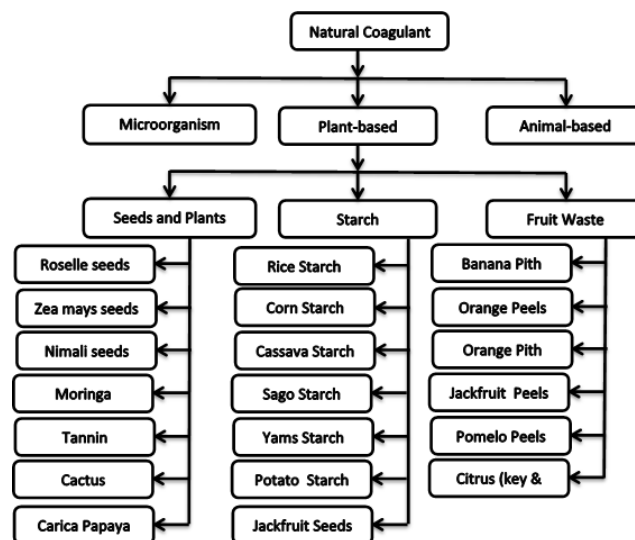 Natural Coagulant
Microorganism
Plant-based
Animal-based
Seeds and Plants
Starch
Fruit Waste
Roselle seeds
Zea mays seeds
Nimali seeds
Moringa
Tannin
Cactus
Carica Papaya
Rice Starch
Corn Starch
Cassava Starch
Sago Starch
Yams Starch
Potato Starch
Jackfruit Seeds
Banana Pith
Orange Peels
Orange Pith
Jackfruit Peels
Pomelo Peels
Citrus (key &